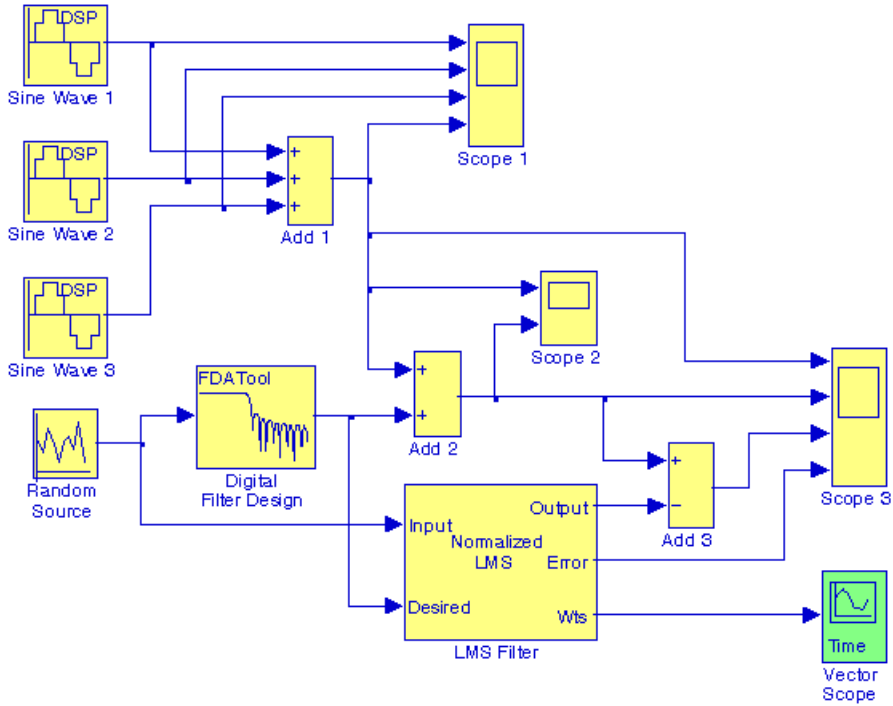 DSP
Sine Wave 1
Scope 1
DSP
+
+
+
Sine Wave 2
Add 1
DSP
Sine Wave 3
Scope 2
FDATool
+
+
Add 2
Random
Source
Digital
Filter Design
+
−
Add 3
Scope 3
Input
Output
Normalized
LMS
Error
Desired
Wts
LMS Filter
Time
Vector
Scope